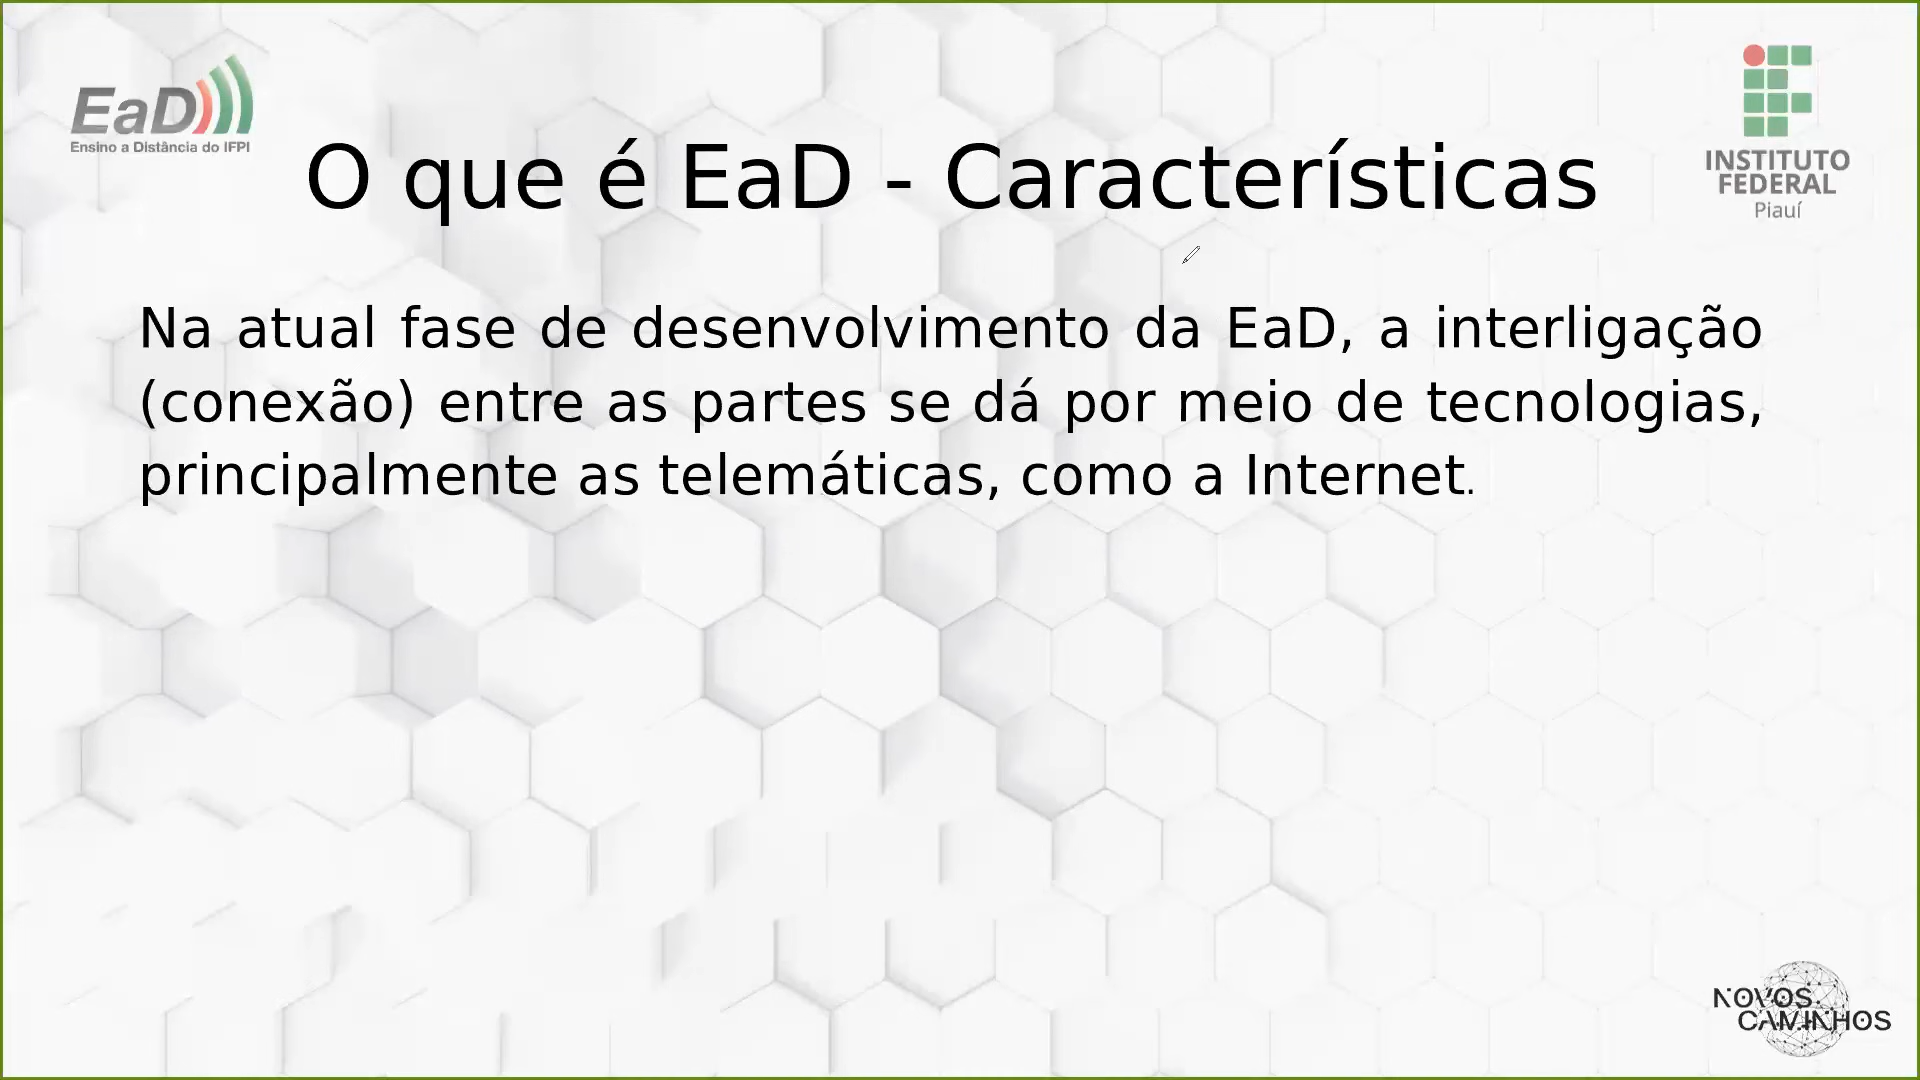 EaD
Ensino a Distância do IFPI
INSTITUTO
FEDERAL
Piauí
O que é EaD - Características
Na atual fase de desenvolvimento da EaD, a interligação
(conexão) entre as partes se dá por meio de tecnologias,
principalmente as telemáticas, como a Internet.
NOVOS
CAMINHOS